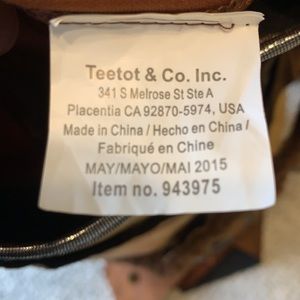 Teetot & Co. Inc.
341 S Melrose St Ste A
Placentia CA 92870-5974, USA
Made in China / Hecho en China /
Fabriqué en Chine
MAY/MAYO/MAI 2015
Item no. 943975